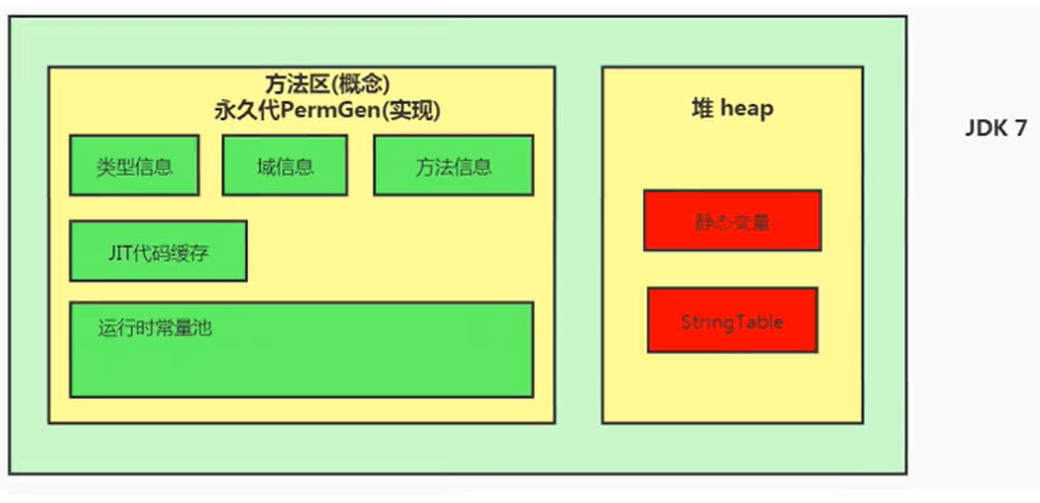 方法区(概念)
永久代PermGen(实现)
类型信息
域信息
方法信息
JIT代码缓存
运行时常量池
堆 heap
静态变量
StringTable
JDK 7